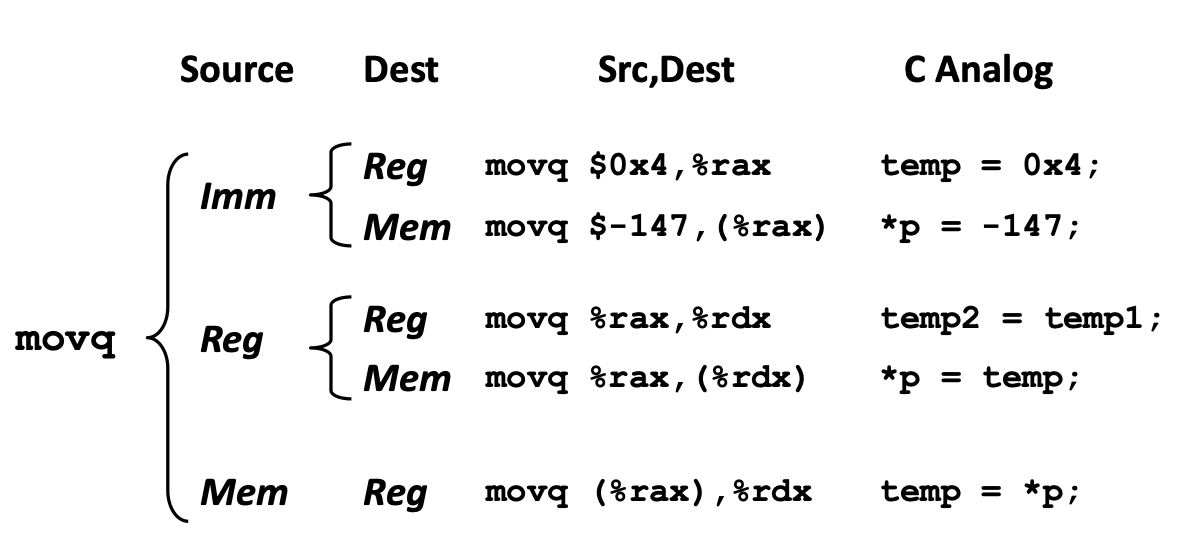 Source Dest Src,Dest C Analog
Reg movq $0x4,%rax temp = 0x4;
Imm
Mem movq $-147,(%rax) *p = -147;
Reg movq %rax,%rdx temp2 = temp1;
movq Reg
Mem movq %rax,(%rdx) *p = temp;
Mem Reg movq (%rax),%rdx temp = *p;